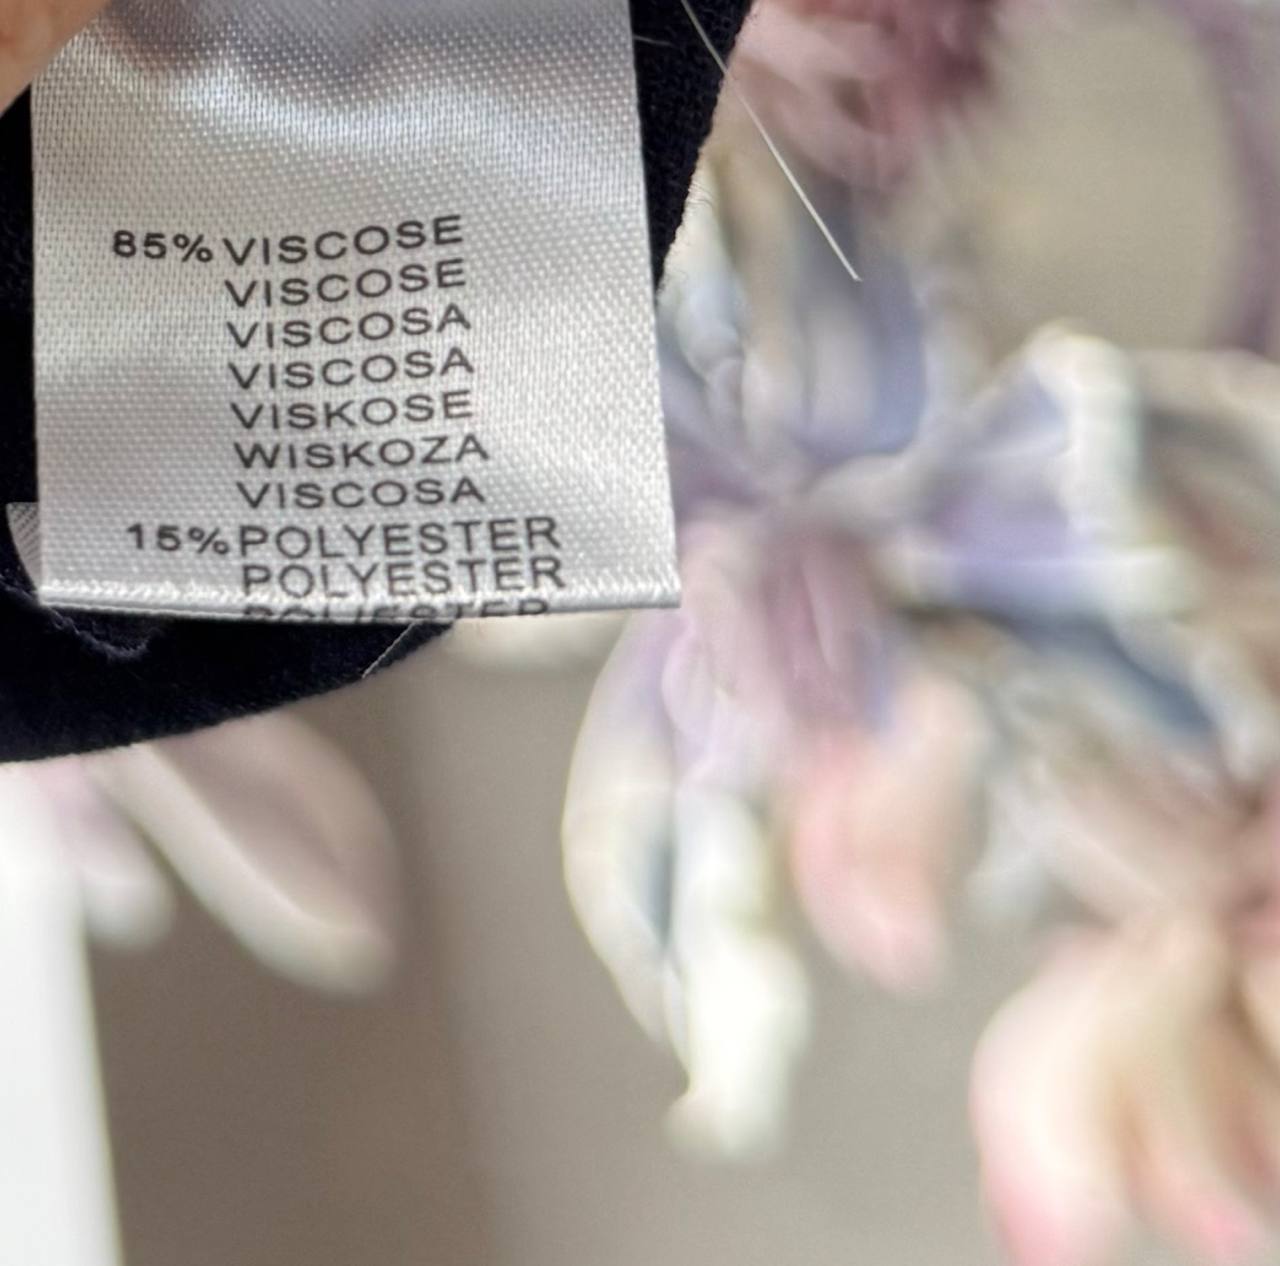 85% VISCOSE
VISCOSE
VISCOSA
VISCOSA
VISKOSE
WISKOZA
VISCOSA
15% POLYESTER
POLYESTER